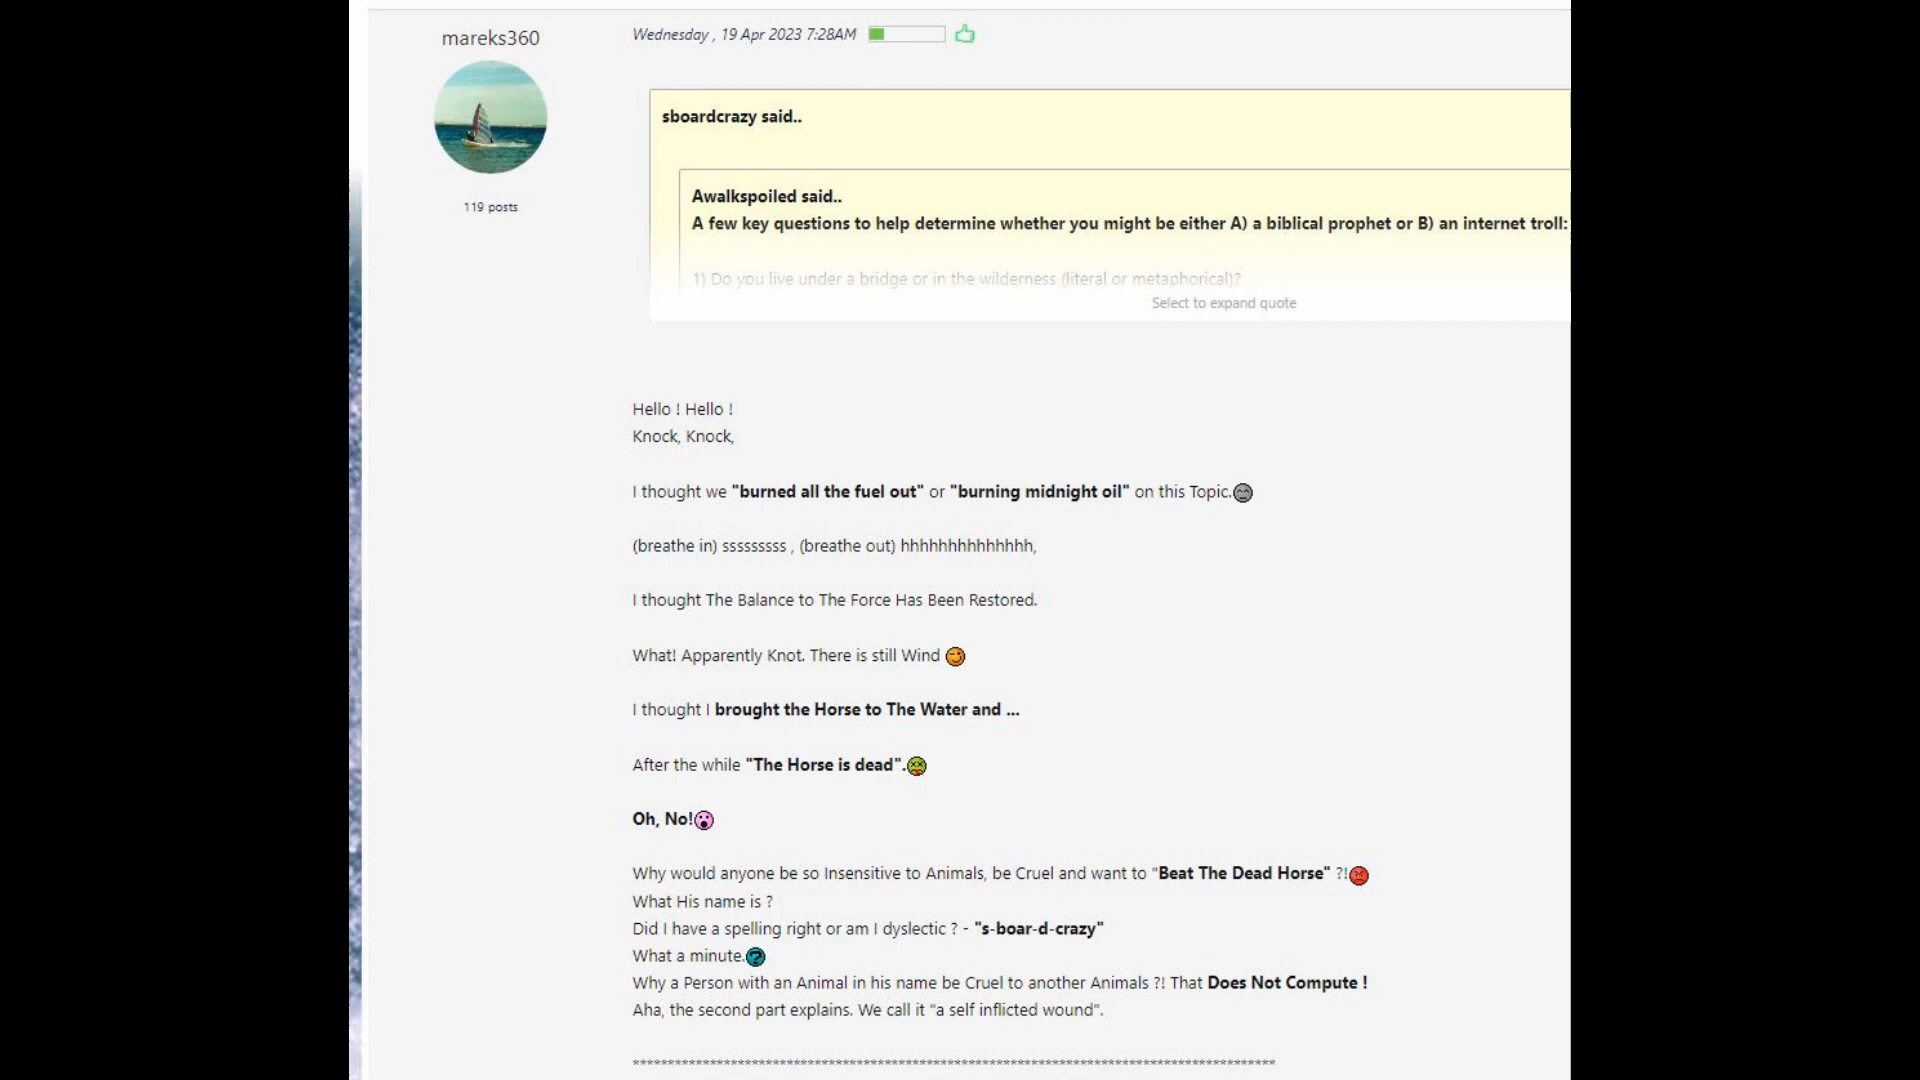 mareks360
119 posts
Wednesday , 19 Apr 2023 7:28AM
sboardcrazy said..
Awalkspoiled said..
A few key questions to help determine whether you might be either A) a biblical prophet or B) an internet troll:
1) Do you live under a bridge or in the wilderness (literal or metaphorical)?
Select to expand quote
Hello ! Hello !
Knock, Knock,
I thought we "burned all the fuel out" or "burning midnight oil" on this Topic.
(breathe in) sssssssss , (breathe out) hhhhhhhhhhhhhh,
I thought The Balance to The Force Has Been Restored.
What! Apparently Knot. There is still Wind
I thought I brought the Horse to The Water and ...
After the while "The Horse is dead".
Oh, No!
Why would anyone be so Insensitive to Animals, be Cruel and want to "Beat The Dead Horse" ?!
What His name is ?
Did I have a spelling right or am I dyslectic ? - "s-boar-d-crazy"
What a minute.
Why a Person with an Animal in his name be Cruel to another Animals ?! That Does Not Compute !
Aha, the second part explains. We call it "a self inflicted wound".
********************************************************************************************